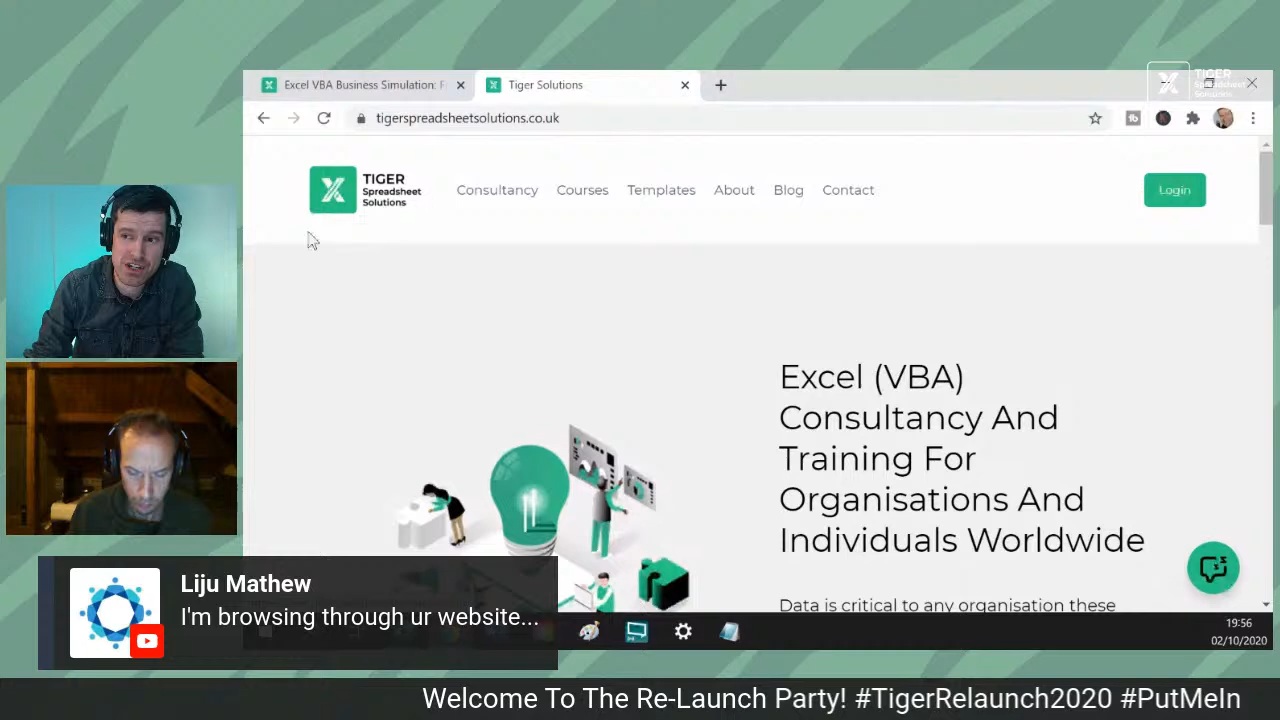 Excel VBA Business Simulation: F
Tiger Solutions
TIGER
Spreadsheet
Solutions
tigerspreadsheetsolutions.co.uk
TIGER
Spreadsheet
Solutions
Consultancy
Courses
Templates
About
Blog
Contact
Login
Excel (VBA)
Consultancy And
Training For
Organisations And
Individuals Worldwide
Data is critical to any organisation these
Liju Mathew
I'm browsing through ur website...
19:56
02/10/2020
Welcome To The Re-Launch Party! #TigerRelaunch2020 #PutMeIn